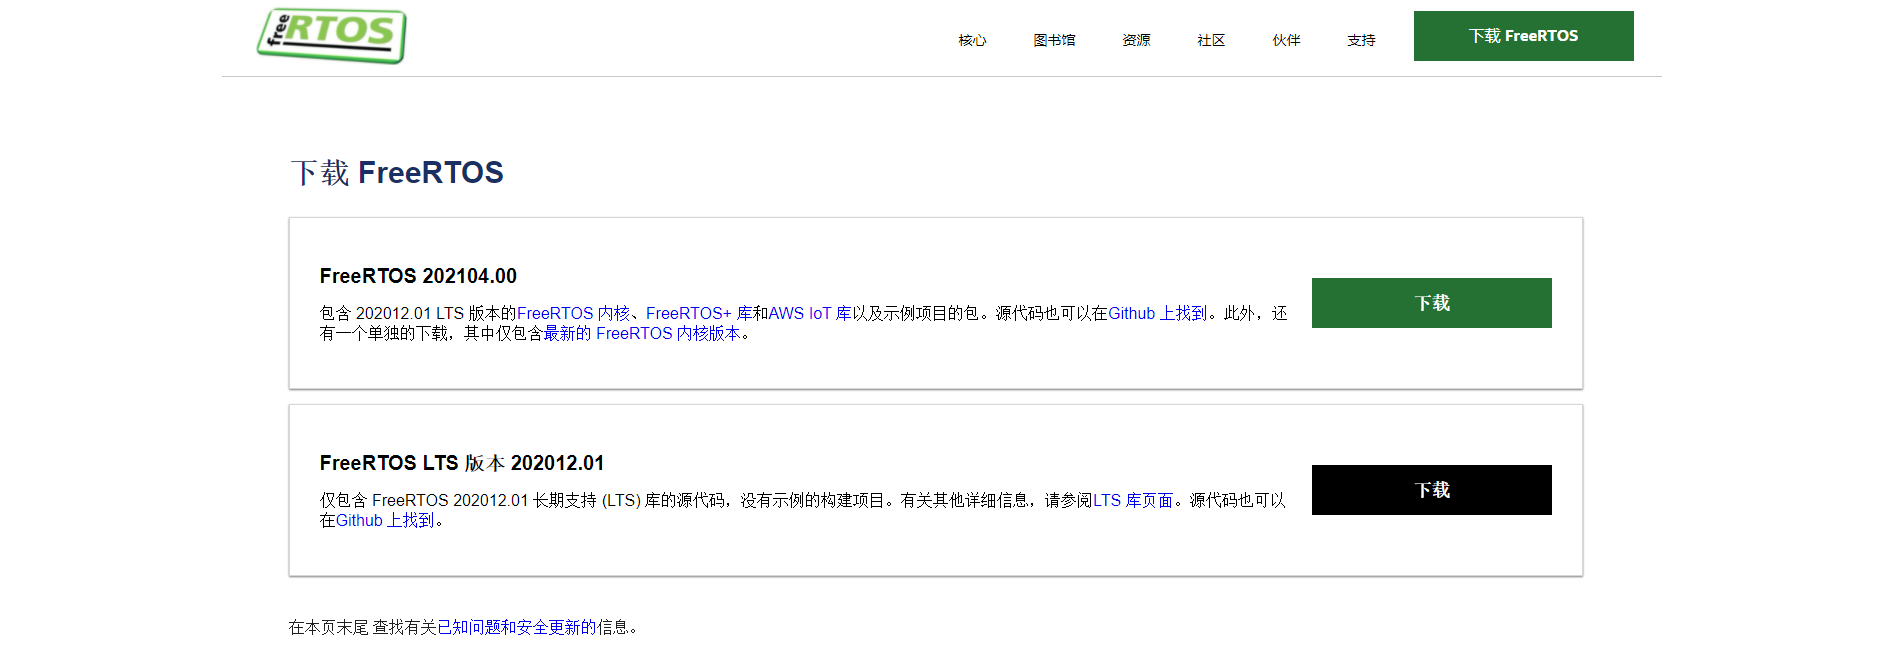 free RTOS
核心 图书馆 资源 社区 伙伴 支持 下载 FreeRTOS
下载 FreeRTOS
FreeRTOS 202104.00
包含 202012.01 LTS 版本的FreeRTOS 内核、FreeRTOS+ 库和AWS IoT 库以及示例项目的包。源代码也可以在Github 上找到。此外，还
有一个单独的下载，其中仅包含最新的 FreeRTOS 内核版本。
下载
FreeRTOS LTS 版本 202012.01
仅包含 FreeRTOS 202012.01 长期支持 (LTS) 库的源代码，没有示例的构建项目。有关其他详细信息，请参阅LTS 库页面。源代码也可以
在Github 上找到。
下载
在本页末尾 查找有关已知问题和安全更新的信息。